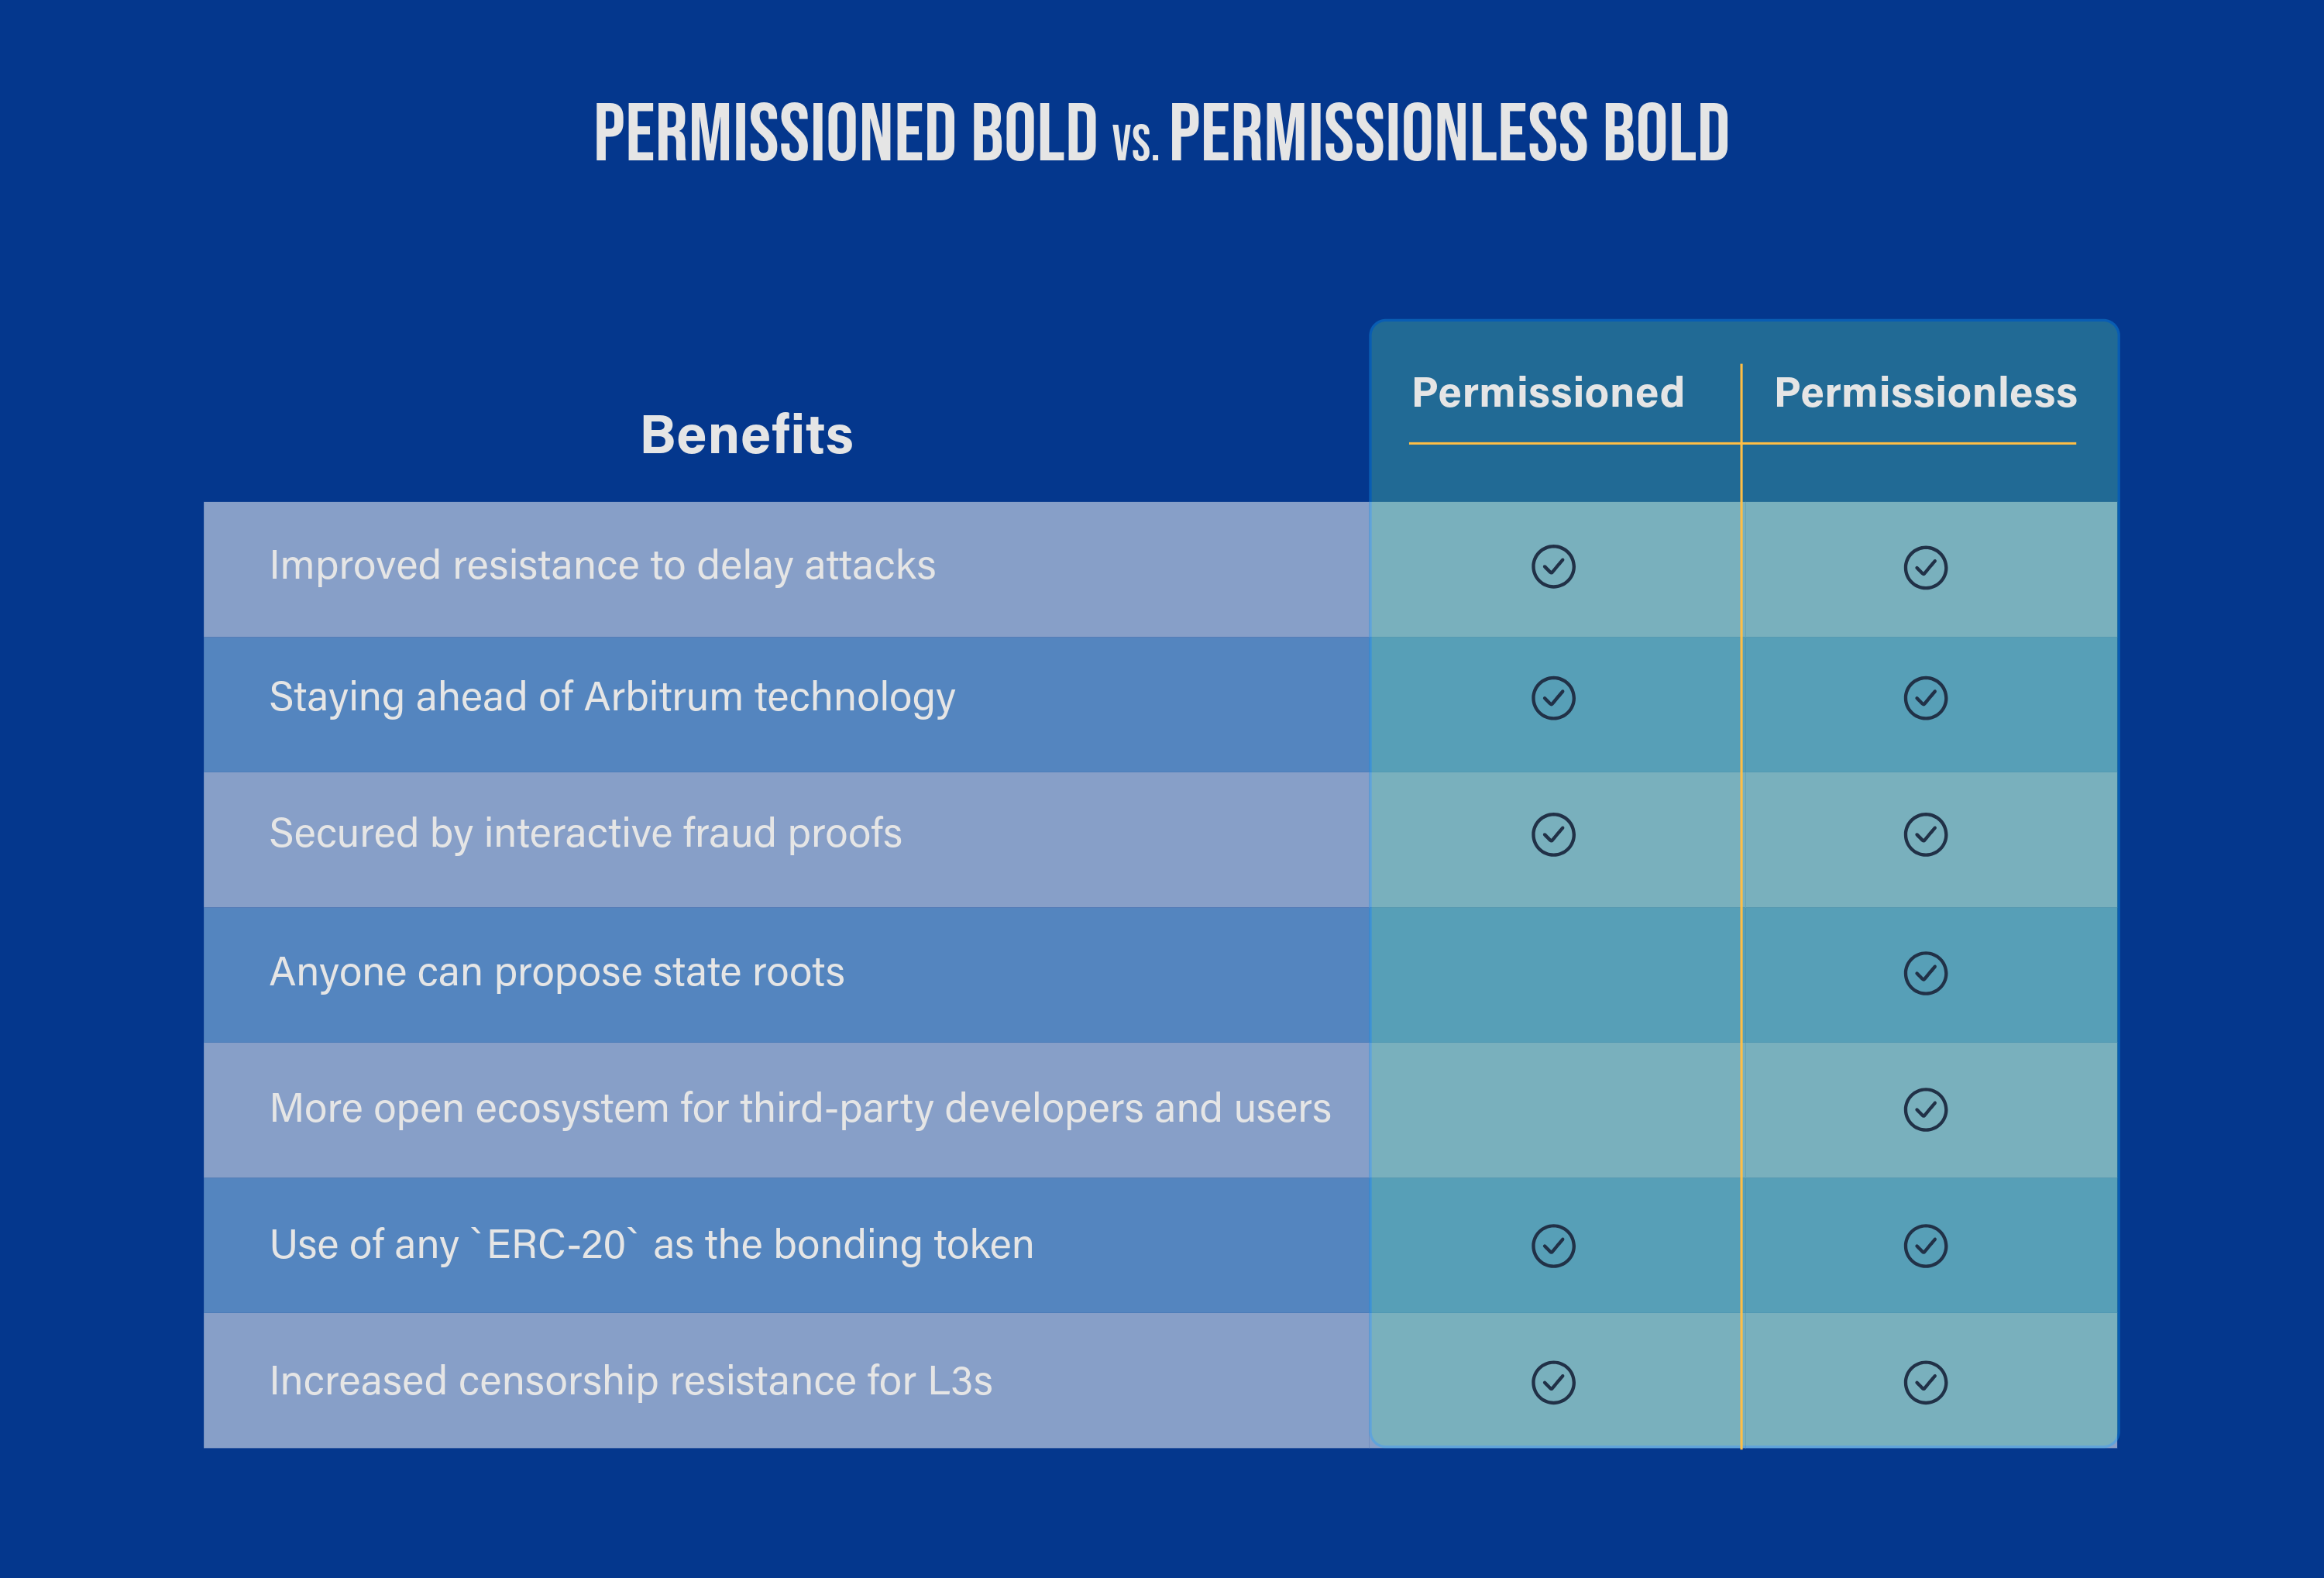 PERMISSIONED BOLD VS. PERMISSIONLESS BOLD
Permissioned
Permissionless
Benefits
Improved resistance to delay attacks
Staying ahead of Arbitrum technology
Secured by interactive fraud proofs
Anyone can propose state roots
More open ecosystem for third-party developers and users
Use of any `ERC-20` as the bonding token
Increased censorship resistance for L3s